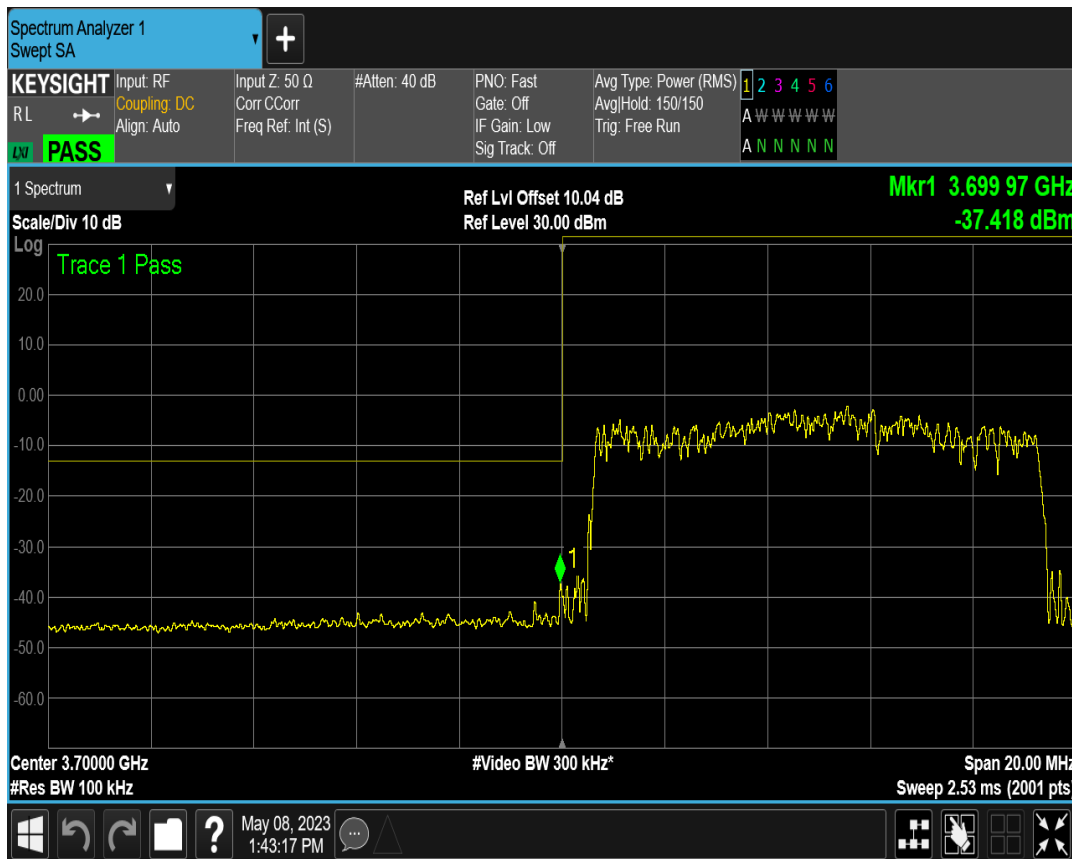 Spectrum Analyzer 1
Swept SA
+
KEYSIGHT
RL
LXI PASS
Input: RF
Coupling: DC
Align: Auto
Input Z: 50 Ω
Corr CCorr
Freq Ref: Int (S)
#Atten: 40 dB
PNO: Fast
Gate: Off
IF Gain: Low
Sig Track: Off
Avg Type: Power (RMS)
Avg|Hold: 150/150
Trig: Free Run
1 2 3 4 5 6
A W W W W W
A N N N N N
1 Spectrum
Scale/Div 10 dB
Ref Lvl Offset 10.04 dB
Ref Level 30.00 dBm
Mkr1 3.699 97 GHz
-37.418 dBm
Log
Trace 1 Pass
20.0
10.0
0.00
-10.0
-20.0
-30.0
1
-40.0
-50.0
-60.0
Center 3.70000 GHz
#Res BW 100 kHz
#Video BW 300 kHz*
Span 20.00 MHz
Sweep 2.53 ms (2001 pts)
?
May 08, 2023
1:43:17 PM